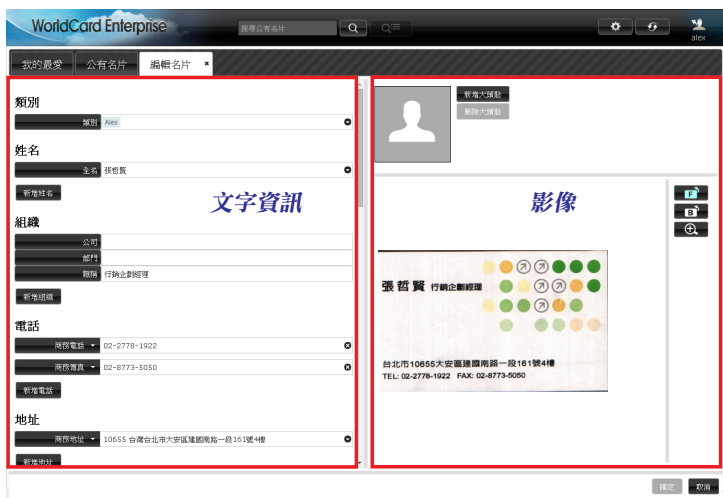 WorldCard Enterprise
搜尋公有名片
alex
我的最愛 公有名片 編輯名片
類別
類別 Alex
姓名
全名 張哲賢
新增姓名
文字資訊
組織
公司
部門
職稱 行銷企劃經理
新增組織
電話
商務電話 02-2778-1922
商務傳真 02-8773-5050
新增電話
地址
商務地址 10655 台灣台北市大安區建國南路一段161號4樓
新增地址
新增大頭貼
刪除大頭貼
影像
F
B
張哲賢 行銷企劃經理
台北市10655大安區建國南路一段161號4樓
TEL: 02-2778-1922 FAX: 02-8773-5050
確定 取消